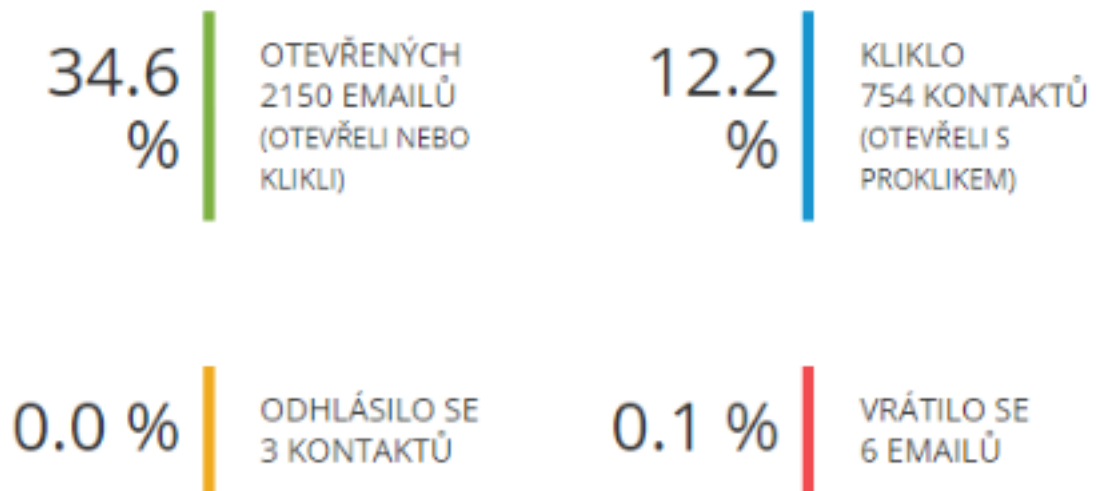 34.6
%
OTEVŘENÝCH
2150 EMAILŮ
(OTEVŘELI NEBO
KLIKLI)
12.2
%
KLIKLO
754 KONTAKTŮ
(OTEVŘELI S
PROKLIKEM)
0.0 %
ODHLÁSILO SE
3 KONTAKTŮ
0.1 %
VRÁTILO SE
6 EMAILŮ